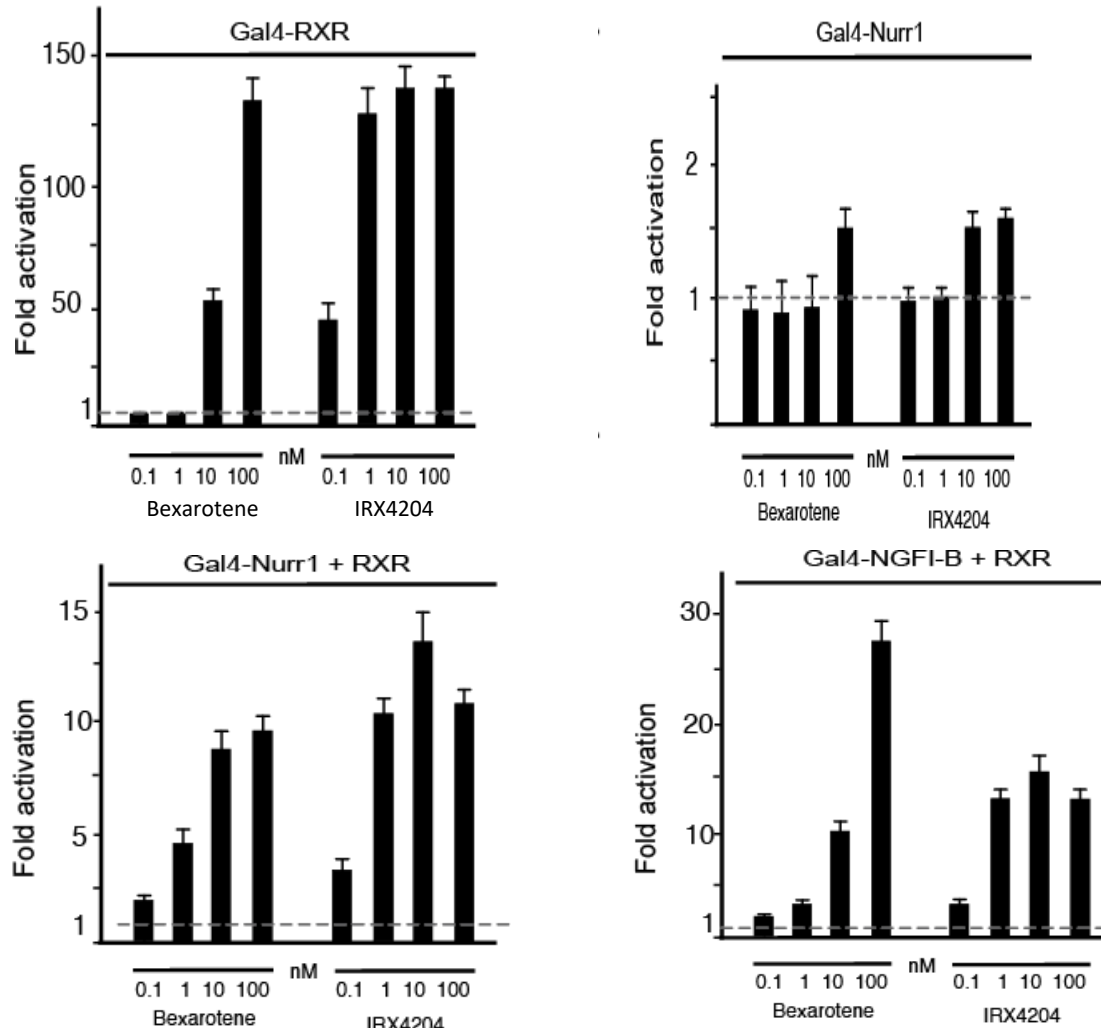 Gal4-RXR
Fold activation
150
100
50
1
nM
0.1 1 10 100 0.1 1 10 100
Bexarotene IRX4204
Gal4-Nurr1
Fold activation
2
1
nM
0.1 1 10 100 0.1 1 10 100
Bexarotene IRX4204
Gal4-Nurr1 + RXR
Fold activation
15
10
5
1
nM
0.1 1 10 100 0.1 1 10 100
Bexarotene IRX4204
Gal4-NGFI-B + RXR
Fold activation
30
20
10
1
nM
0.1 1 10 100 0.1 1 10 100
Bexarotene IRX4204